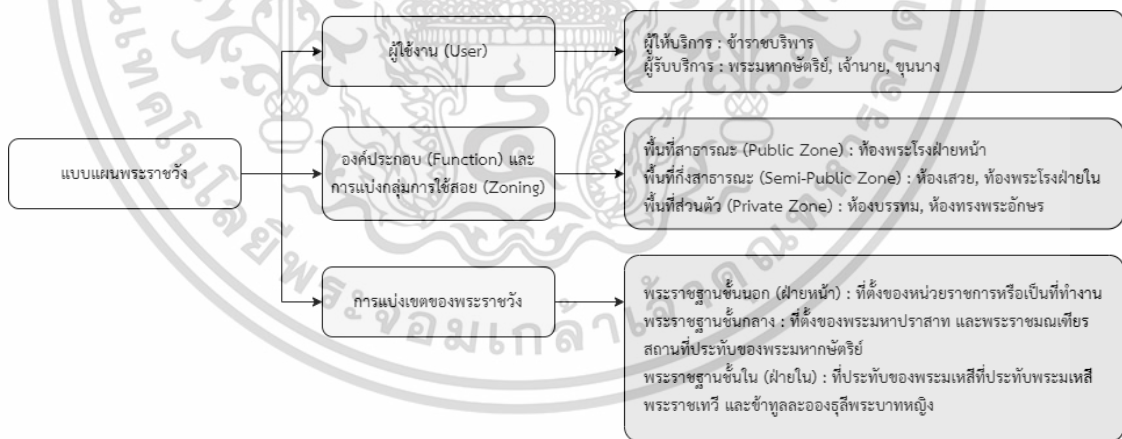 แบบแผนพระราชวัง
ผู้ใช้งาน (User)
ผู้ให้บริการ : ข้าราชบริพาร
ผู้รับบริการ : พระมหากษัตริย์, เจ้านาย, ขุนนาง
องค์ประกอบ (Function) และ
การแบ่งกลุ่มการใช้สอย (Zoning)
พื้นที่สาธารณะ (Public Zone) : ท้องพระโรงฝ่ายหน้า
พื้นที่กึ่งสาธารณะ (Semi-Public Zone) : ห้องเสวย, ท้องพระโรงฝ่ายใน
พื้นที่ส่วนตัว (Private Zone) : ห้องบรรทม, ห้องทรงพระอักษร
การแบ่งเขตของพระราชวัง
พระราชฐานชั้นนอก (ฝ่ายหน้า) : ที่ตั้งของหน่วยราชการหรือเป็นที่ทำงาน
พระราชฐานชั้นกลาง : ที่ตั้งของพระมหาปราสาท และพระราชมณเฑียร
สถานที่ประทับของพระมหากษัตริย์
พระราชฐานชั้นใน (ฝ่ายใน) : ที่ประทับของพระมเหสีที่ประทับพระมเหสี
พระราชเทวี และข้าทูลละอองธุลีพระบาทหญิง